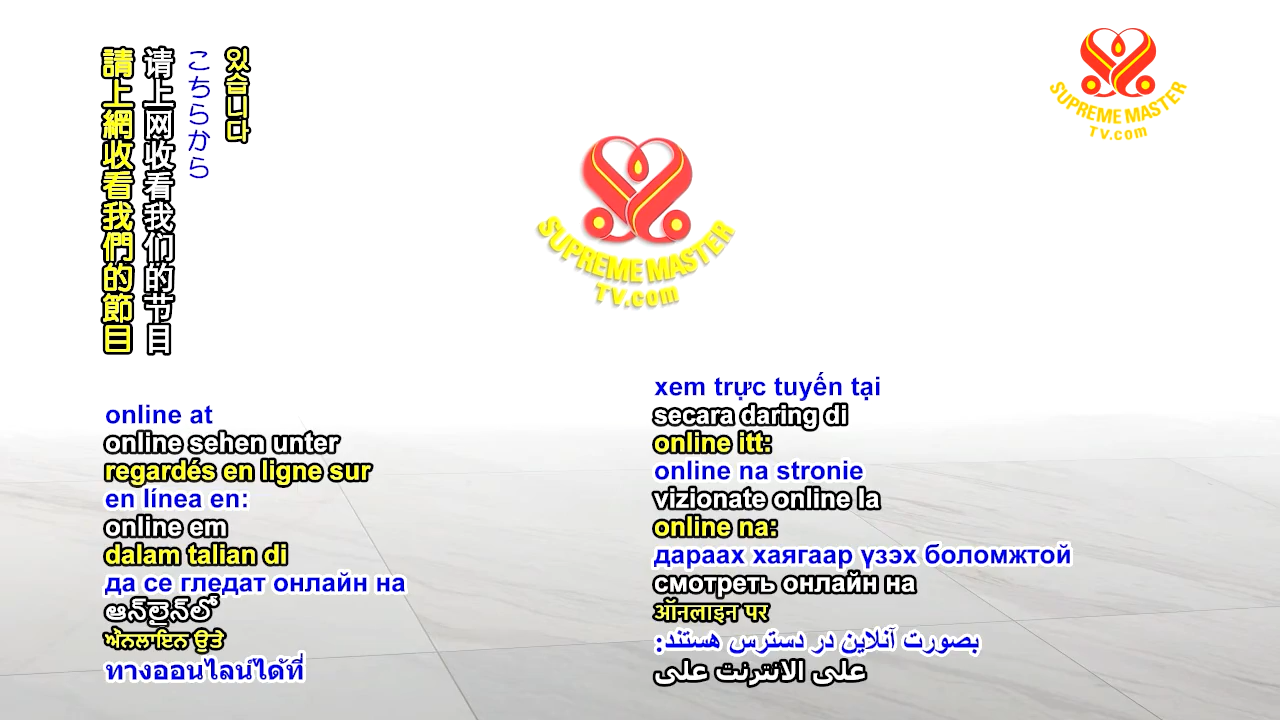 請上網收看我們的節目
请上网收看我们的节目
こちらから
있습니다
SUPREME MASTER
TV.com
SUPREME MASTER
TV.com
online at
online sehen unter
regardés en ligne sur
en línea en:
online em
dalam talian di
да се гледат онлайн на
ఆన్‌లైన్‌లో
ਔਨਲਾਇਨ ਉਤੇ
ทางออนไลน์ได้ที่
xem trực tuyến tại
secara daring di
online itt:
online na stronie
vizionate online la
online na:
дараах хаягаар үзэх боломжтой
смотреть онлайн на
ऑनलाइन पर
بصورت آنلاین در دسترس هستند:
على الانترنت على